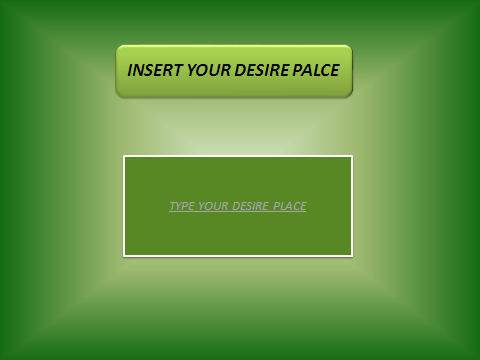 INSERT YOUR DESIRE PALCE
TYPE YOUR DESIRE PLACE